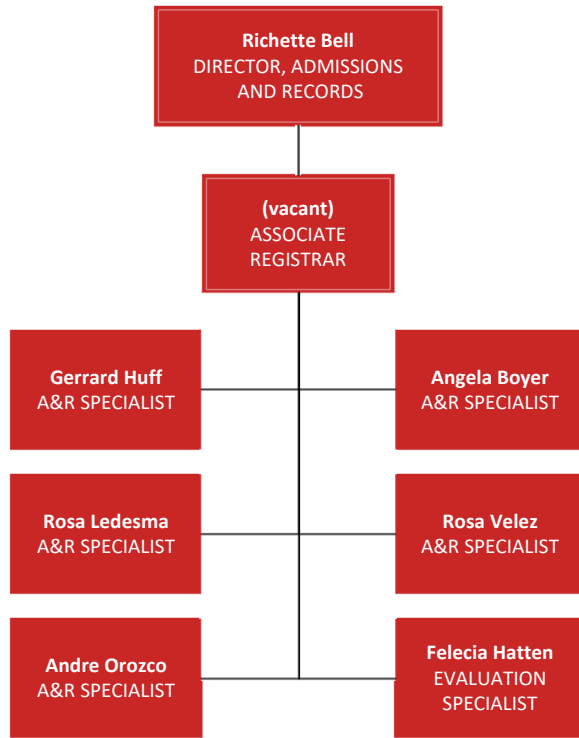 Richette Bell
DIRECTOR, ADMISSIONS
AND RECORDS
(vacant)
ASSOCIATE
REGISTRAR
Gerrard Huff
A&R SPECIALIST
Angela Boyer
A&R SPECIALIST
Rosa Ledesma
A&R SPECIALIST
Rosa Velez
A&R SPECIALIST
Andre Orozco
A&R SPECIALIST
Felecia Hatten
EVALUATION
SPECIALIST